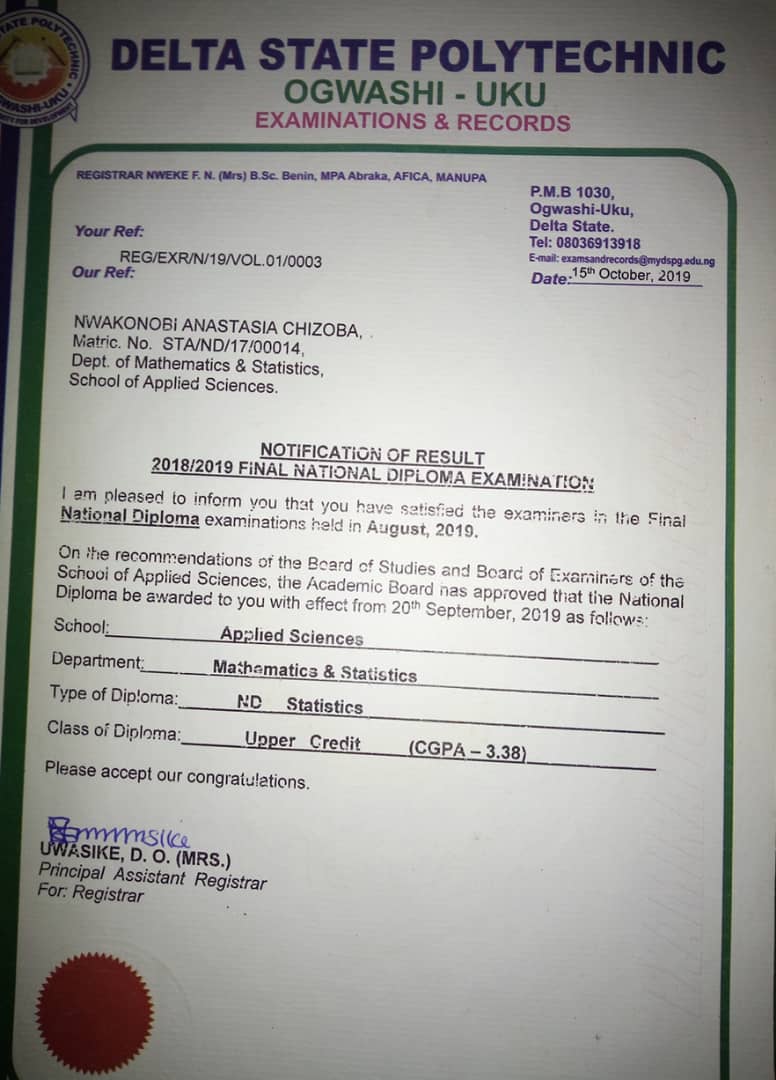 DELTA STATE POLYTECHNIC
OGWASHI - UKU
EXAMINATIONS & RECORDS
REGISTRAR NWEKE F. N. (Mrs) B.Sc. Benin, MPA Abraka, AFICA, MANUPA
P.M.B 1030,
Ogwashi-Uku,
Delta State.
Tel: 08036913918
E-mail: examsandrecords@mydspg.edu.ng
Date: 15th October, 2019
Your Ref:
REG/EXR/N/19/VOL.01/0003
Our Ref:
NWAKONOBI ANASTASIA CHIZOBA,
Matric. No. STA/ND/17/00014,
Dept. of Mathematics & Statistics,
School of Applied Sciences.
NOTIFICATION OF RESULT
2018/2019 FINAL NATIONAL DIPLOMA EXAMINATION
I am pleased to inform you that you have satisfied the examiners in the Final
National Diploma examinations held in August, 2019.
On the recommendations of the Board of Studies and Board of Examiners of the
School of Applied Sciences, the Academic Board has approved that the National
Diploma be awarded to you with effect from 20th September, 2019 as follows:
School: Applied Sciences
Department: Mathematics & Statistics
Type of Diploma: ND Statistics
Class of Diploma: Upper Credit (CGPA – 3.38)
Please accept our congratulations.
UWASIKE, D. O. (MRS.)
Principal Assistant Registrar
For: Registrar